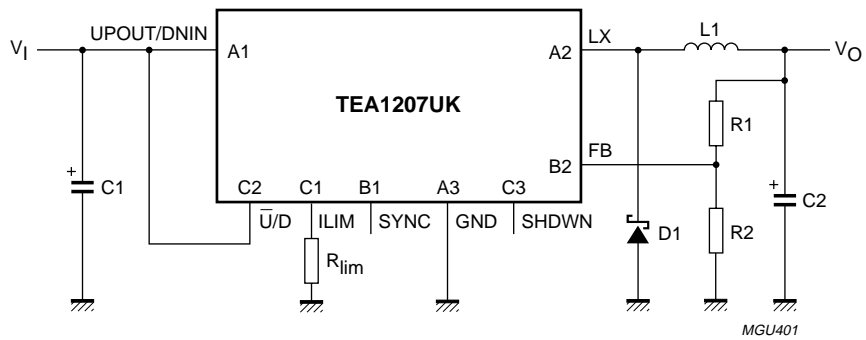 UPOUT/DNIN
LX
L1
V_I
A1
A2
V_O
TEA1207UK
R1
B2
FB
+
C1
C2
C1
B1
A3
C3
+
C2
U̅/D
ILIM
SYNC
GND
SHDWN
D1
R2
R_lim
MGU401